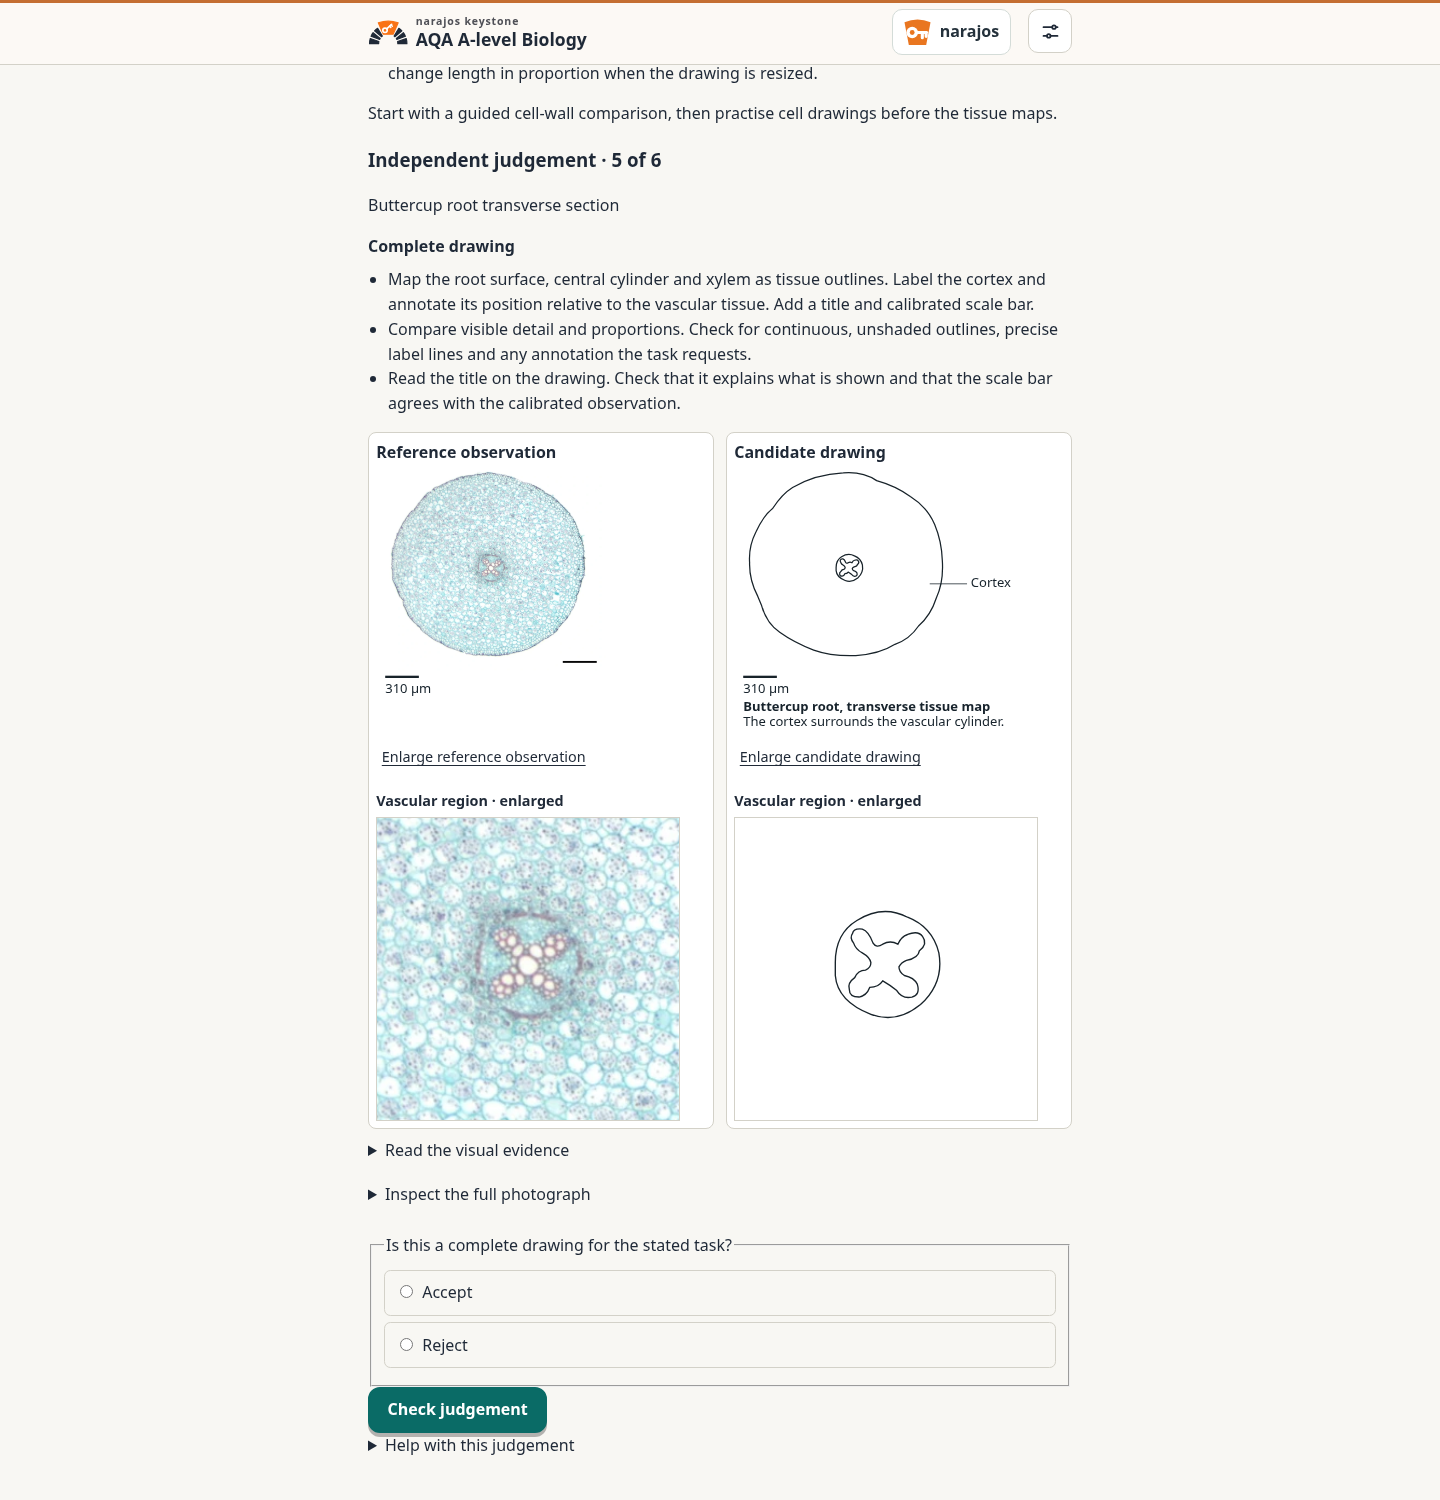 narajos keystone
AQA A-level Biology
narajos
change length in proportion when the drawing is resized.
Start with a guided cell-wall comparison, then practise cell drawings before the tissue maps.
Independent judgement · 5 of 6
Buttercup root transverse section
Complete drawing
• Map the root surface, central cylinder and xylem as tissue outlines. Label the cortex and
annotate its position relative to the vascular tissue. Add a title and calibrated scale bar.
• Compare visible detail and proportions. Check for continuous, unshaded outlines, precise
label lines and any annotation the task requests.
• Read the title on the drawing. Check that it explains what is shown and that the scale bar
agrees with the calibrated observation.
Reference observation
310 µm
Enlarge reference observation
Vascular region · enlarged
Candidate drawing
Cortex
310 µm
Buttercup root, transverse tissue map
The cortex surrounds the vascular cylinder.
Enlarge candidate drawing
Vascular region · enlarged
Read the visual evidence
Inspect the full photograph
Is this a complete drawing for the stated task?
Accept
Reject
Check judgement
Help with this judgement